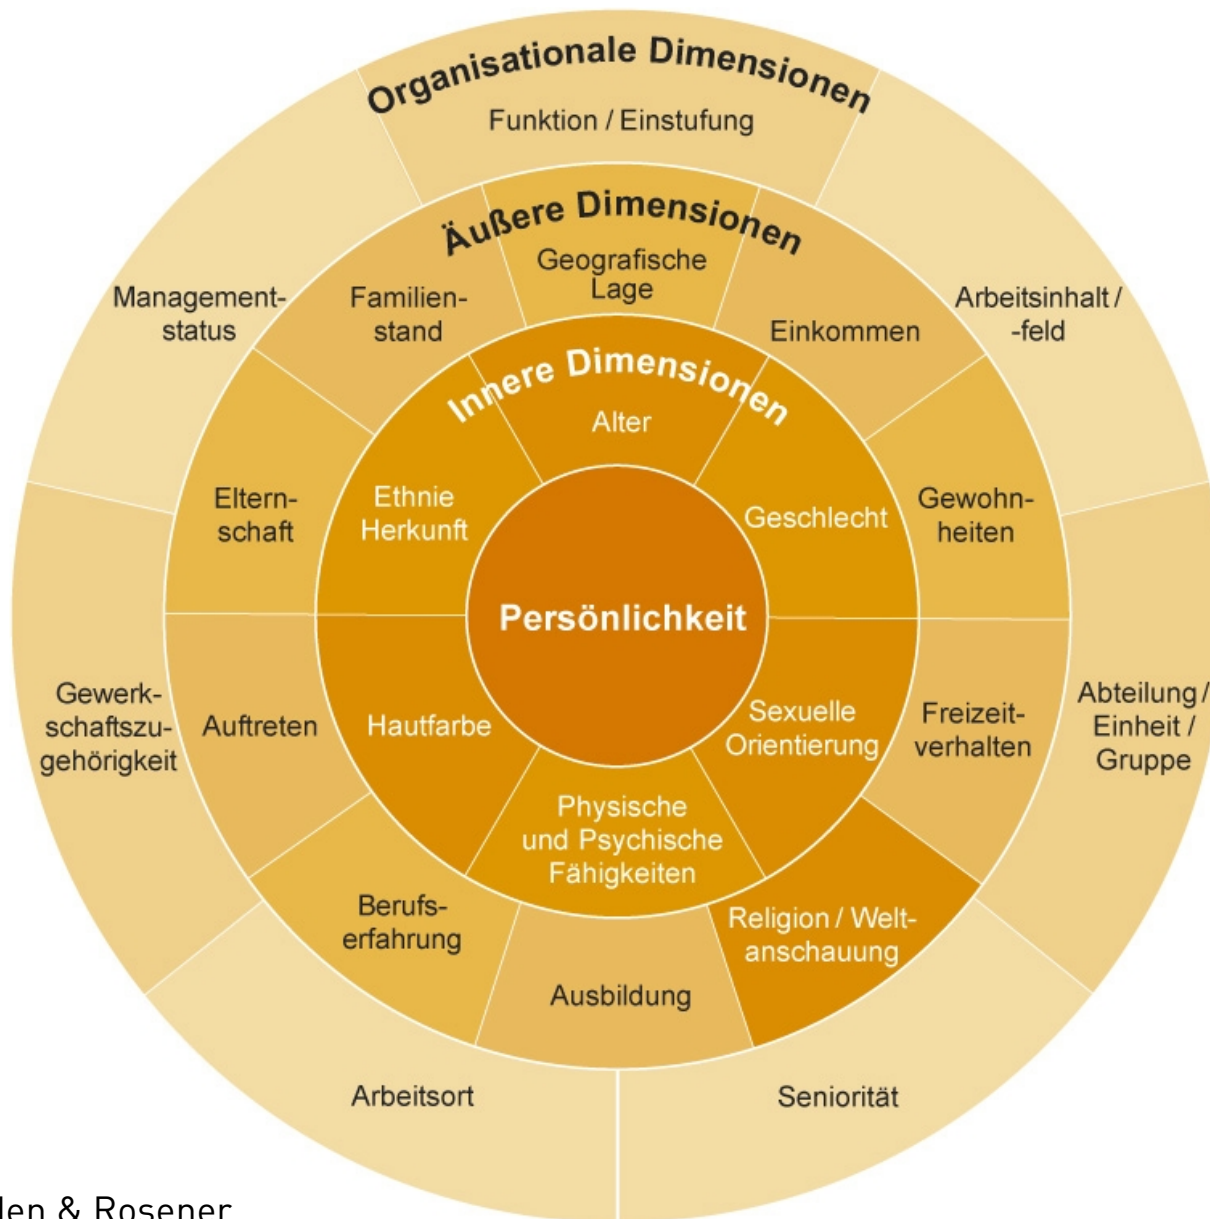 Organisationale Dimensionen
Funktion / Einstufung
Äußere Dimensionen
Geografische
Lage
Management-
status
Familien-
stand
Einkommen
Arbeitsinhalt /
-feld
Innere Dimensionen
Alter
Eltern-
schaft
Ethnie
Herkunft
Geschlecht
Gewohn-
heiten
Persönlichkeit
Gewerk-
schaftszu-
gehörigkeit
Auftreten
Hautfarbe
Sexuelle
Orientierung
Freizeit-
verhalten
Abteilung /
Einheit /
Gruppe
Physische
und Psychische
Fähigkeiten
Berufs-
erfahrung
Ausbildung
Religion / Welt-
anschauung
Arbeitsort
Seniorität
& Rosener